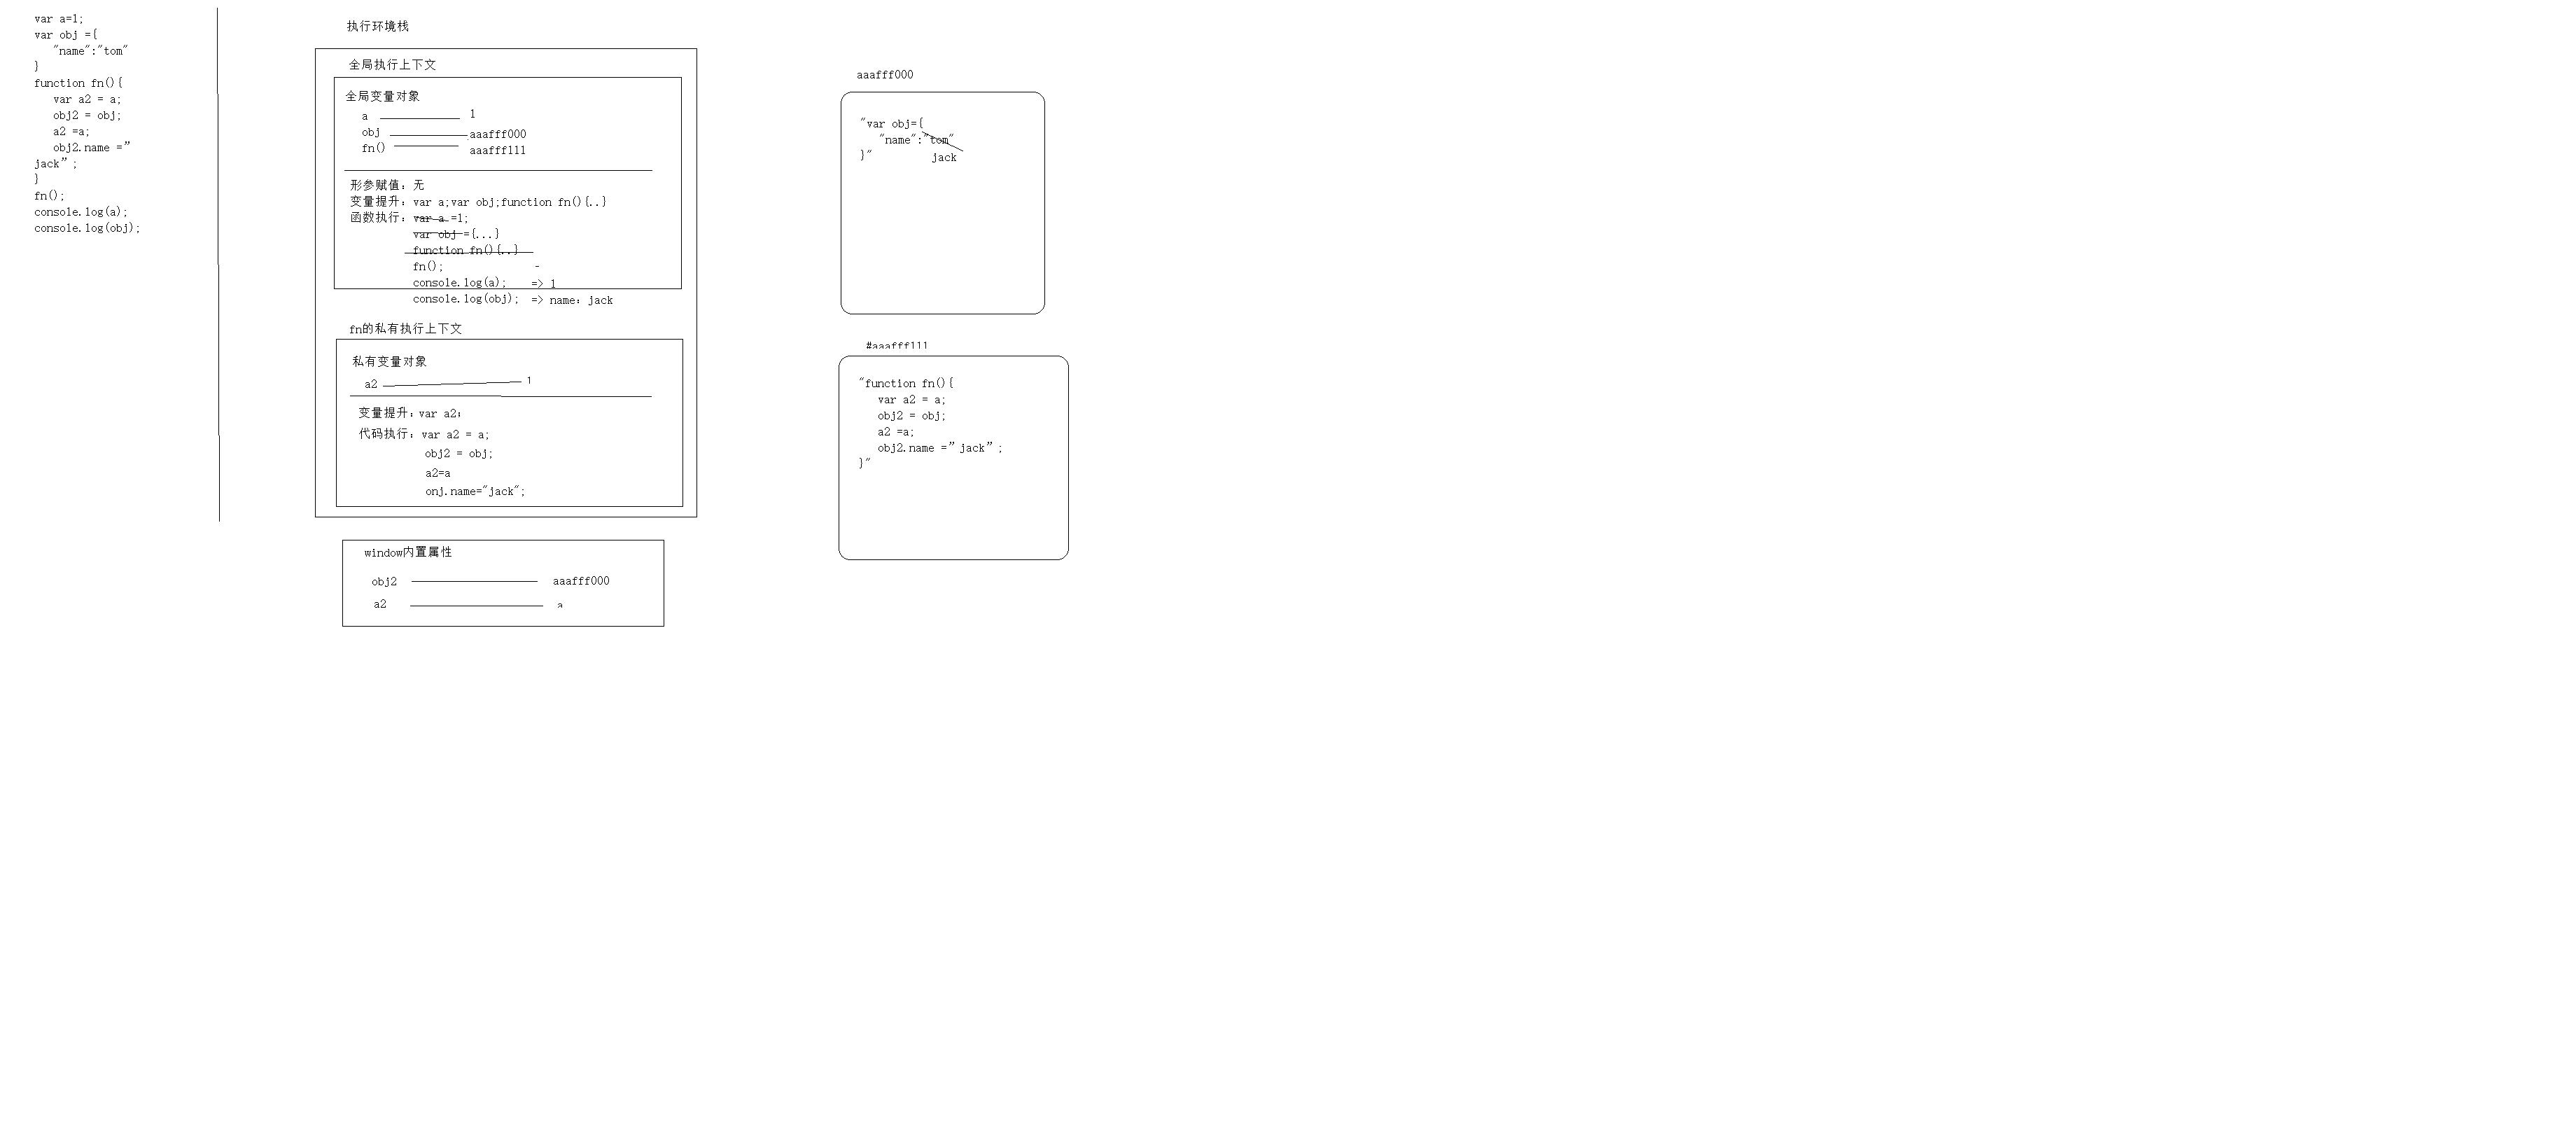 var a=1;
var obj ={
"name":"tom"
}
function fn(){
var a2 = a;
obj2 = obj;
a2 =a;
obj2.name =”
jack”;
}
fn();
console.log(a);
console.log(obj);
执行环境栈
全局执行上下文
全局变量对象
a 1
obj aaafff000
fn() aaafff111
形参赋值：无
变量提升：var a;var obj;function fn(){..}
函数执行：var a =1;
var obj ={...}
function fn(){..}
fn(); -
console.log(a); => 1
console.log(obj); => name：jack
fn的私有执行上下文
私有变量对象
a2 1
变量提升：var a2;
代码执行：var a2 = a;
obj2 = obj;
a2=a
onj.name="jack";
window内置属性
obj2 aaafff000
a2 a
aaafff000
"var obj={
"name":"tom"
}" jack
#aaafff111
"function fn(){
var a2 = a;
obj2 = obj;
a2 =a;
obj2.name =”jack”;
}"